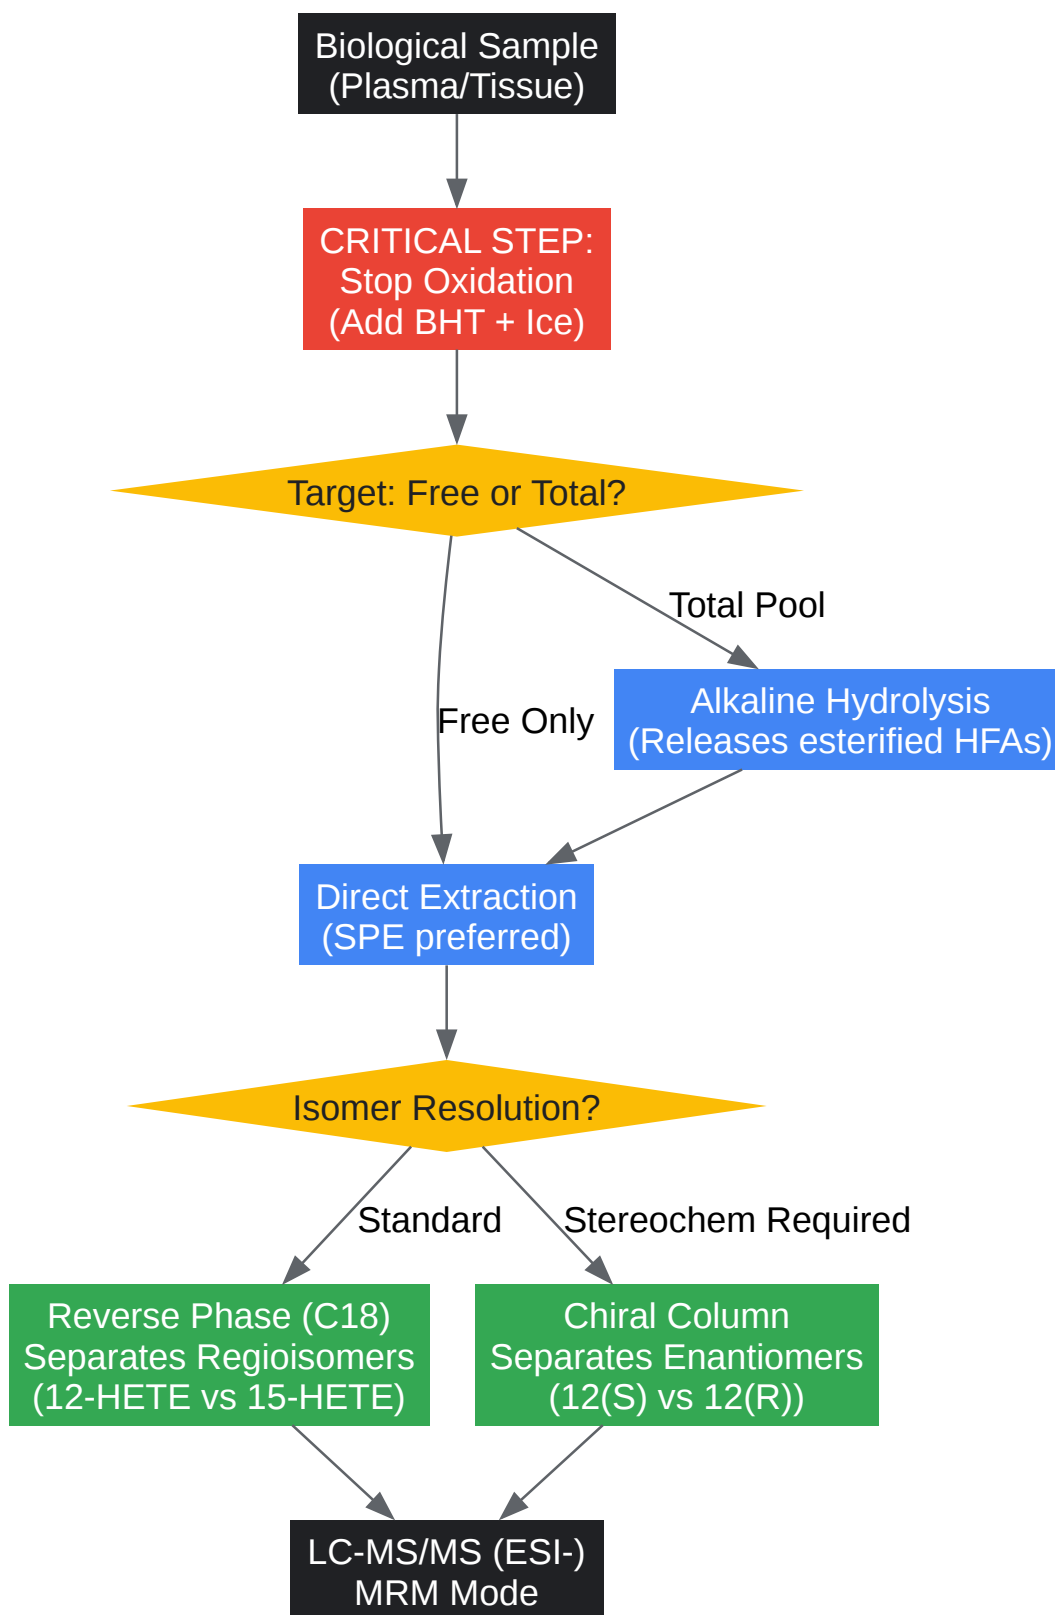 Biological Sample
(Plasma/Tissue)
CRITICAL STEP:
Stop Oxidation
(Add BHT + Ice)
Target: Free or Total?
Total Pool
Alkaline Hydrolysis
(Releases esterified HFAs)
Free Only
Direct Extraction
(SPE preferred)
Isomer Resolution?
Standard
Stereochem Required
Reverse Phase (C18)
Separates Regioisomers
(12-HETE vs 15-HETE)
Chiral Column
Separates Enantiomers
(12(S) vs 12(R))
LC-MS/MS (ESI-)
MRM Mode